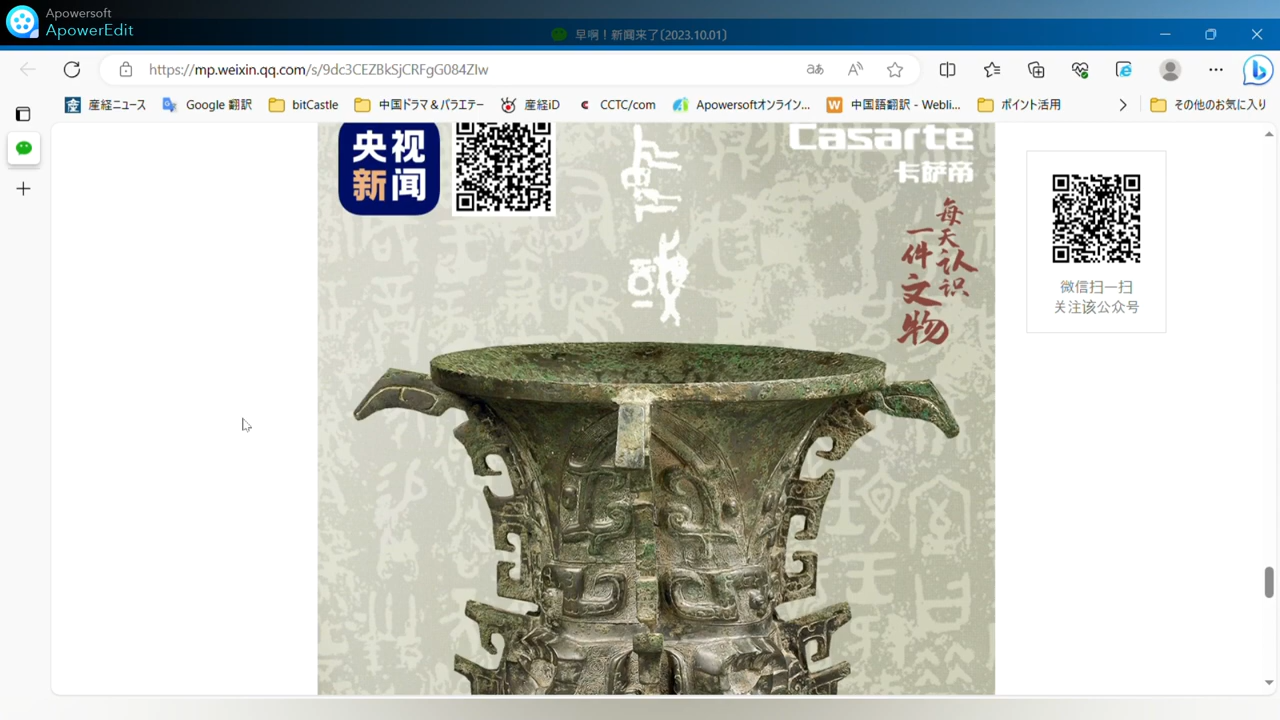 Apowersoft
ApowerEdit
早啊！新闻来了〔2023.10.01〕
https://mp.weixin.qq.com/s/9dc3CEZBkSjCRFgG084ZIw
ああ
産経ニュース
Google 翻訳
bitCastle
中国ドラマ＆バラエテー
産経iD
CCTC/com
Apowersoftオンライン...
中国語翻訳 - Webli...
ポイント活用
その他のお気に入り
央视
新闻
Casarte
卡萨帝
每天认识
一件文物
微信扫一扫
关注该公众号